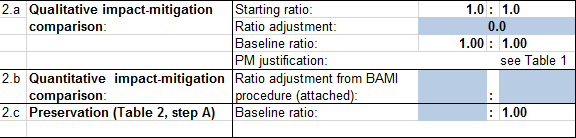 2.a Qualitative impact-mitigation comparison: Starting ratio: 1.0 : 1.0
Ratio adjustment: 0.0
Baseline ratio: 1.00 : 1.00
PM justification: see Table 1
2.b Quantitative impact-mitigation comparison: Ratio adjustment from BAMI procedure (attached): :
2.c Preservation (Table 2, step A) Baseline ratio: : 1.00